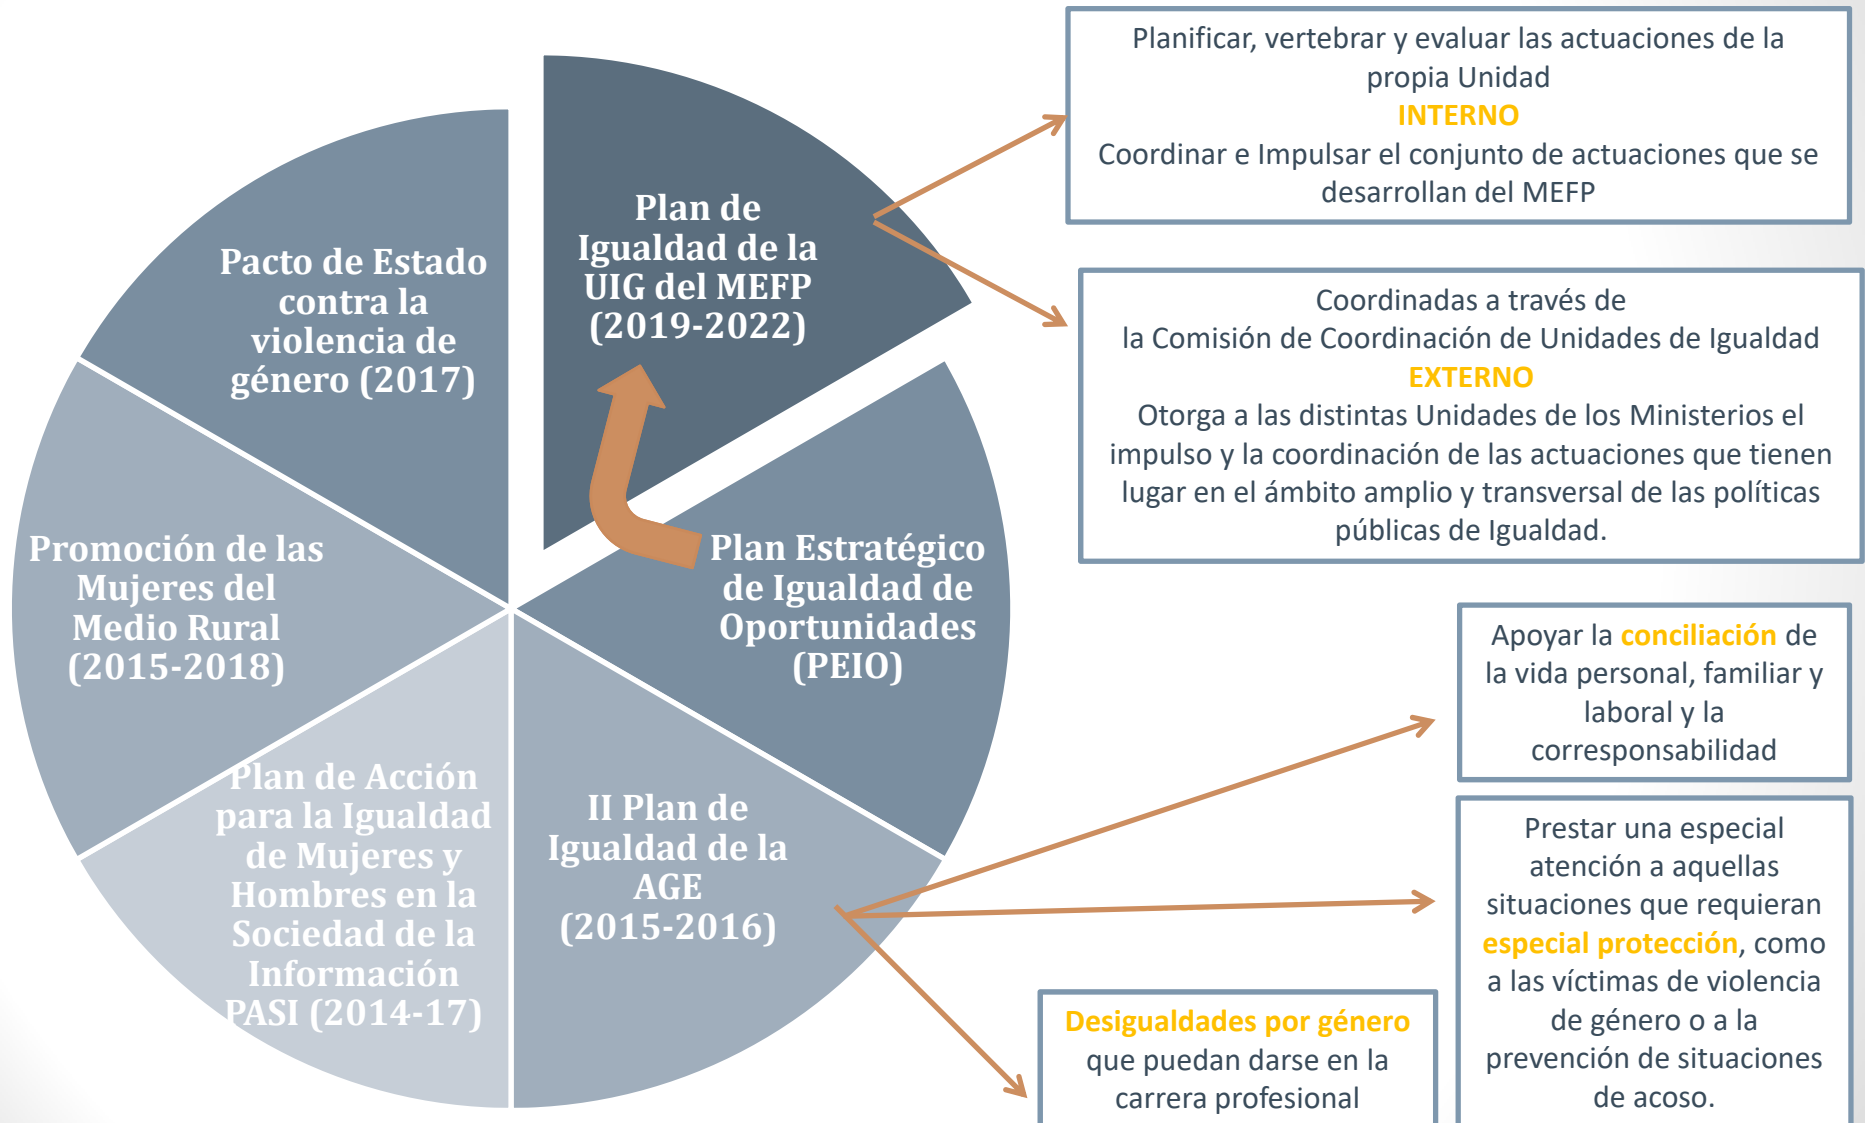 Plan de
Igualdad de la
UIG del MEFP
(2019-2022)
Plan Estratégico
de Igualdad de
Oportunidades
(PEIO)
II Plan de
Igualdad de la
AGE
(2015-2016)
Plan de Acción
para la Igualdad
de Mujeres y
Hombres en la
Sociedad de la
Información
PASI (2014-17)
Promoción de las
Mujeres del
Medio Rural
(2015-2018)
Pacto de Estado
contra la
violencia de
género (2017)
Planificar, vertebrar y evaluar las actuaciones de la
propia Unidad
INTERNO
Coordinar e Impulsar el conjunto de actuaciones que se
desarrollan del MEFP
Coordinadas a través de
la Comisión de Coordinación de Unidades de Igualdad
EXTERNO
Otorga a las distintas Unidades de los Ministerios el
impulso y la coordinación de las actuaciones que tienen
lugar en el ámbito amplio y transversal de las políticas
públicas de Igualdad.
Apoyar la conciliación de
la vida personal, familiar y
laboral y la
corresponsabilidad
Prestar una especial
atención a aquellas
situaciones que requieran
especial protección, como
a las víctimas de violencia
de género o a la
prevención de situaciones
de acoso.
Desigualdades por género
que puedan darse en la
carrera profesional